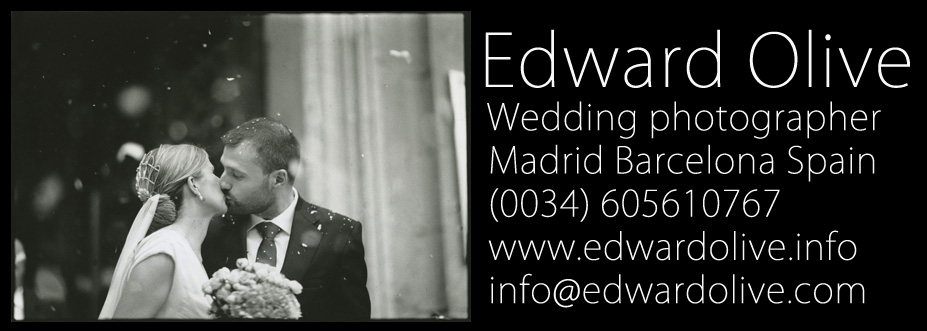 Edward Olive
Wedding photographer
Madrid Barcelona Spain
(0034) 605610767
www.edwardolive.info
info@edwardolive.com